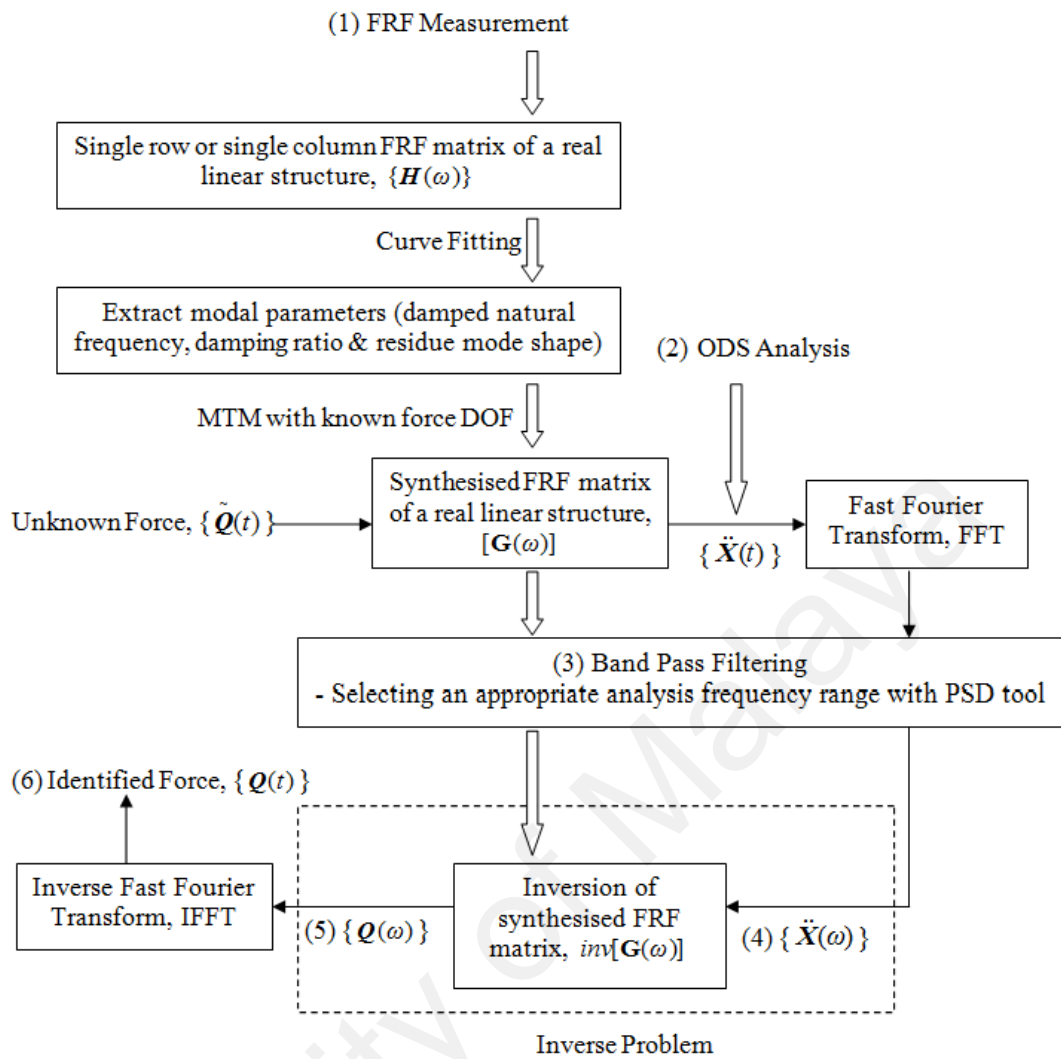 (1) FRF Measurement
Single row or single column FRF matrix of a real
linear structure, {H(ω)}
Curve Fitting
Extract modal parameters (damped natural
frequency, damping ratio & residue mode shape)
(2) ODS Analysis
MTM with known force DOF
Unknown Force, { Q̃(t) }
Synthesised FRF matrix
of a real linear structure,
[G(ω)]
{ Ẍ(t) }
Fast Fourier
Transform, FFT
(3) Band Pass Filtering
- Selecting an appropriate analysis frequency range with PSD tool
(6) Identified Force, { Q(t) }
Inverse Fast Fourier
Transform, IFFT
(5) { Q(ω) }
Inversion of
synthesised FRF
matrix, inv[G(ω)]
(4) { Ẍ(ω) }
Inverse Problem
ity of Malaya